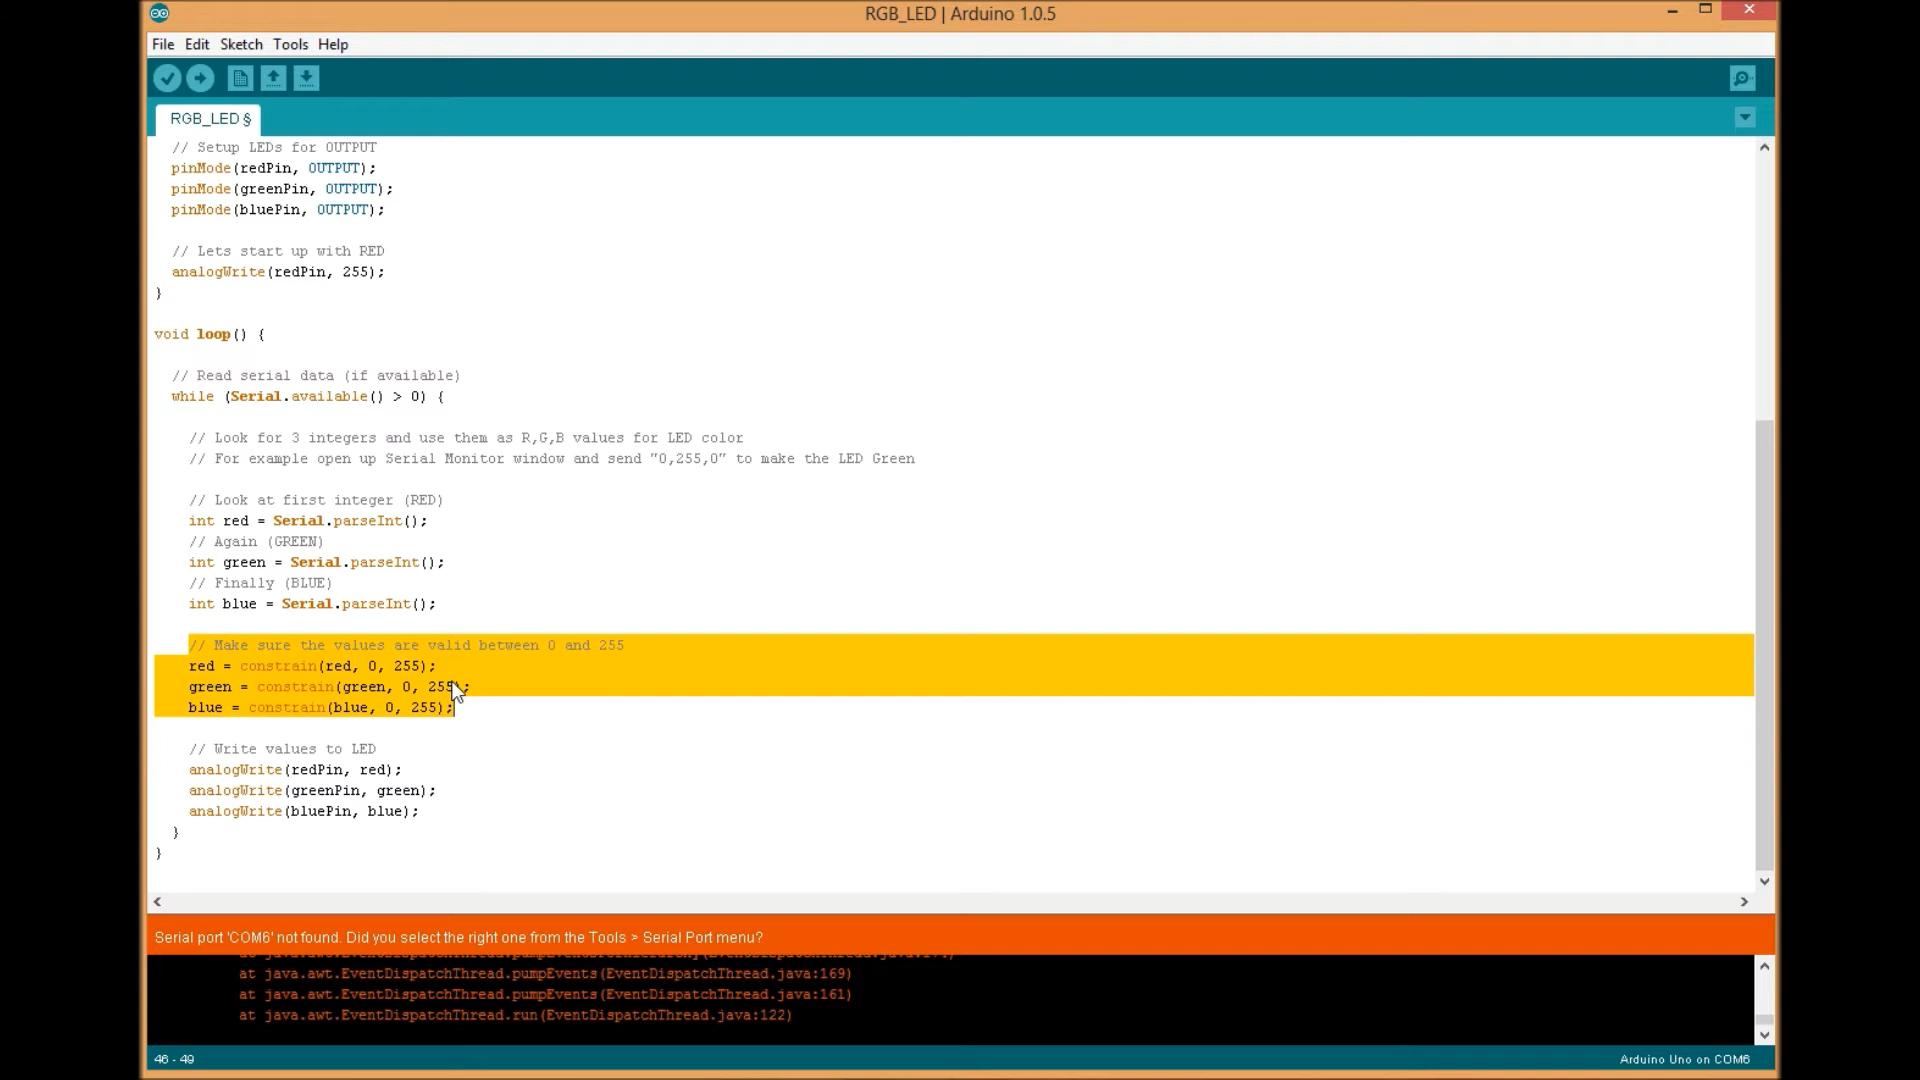 RGB_LED | Arduino 1.0.5
File Edit Sketch Tools Help
RGB_LED §
// Setup LEDs for OUTPUT
pinMode(redPin, OUTPUT);
pinMode(greenPin, OUTPUT);
pinMode(bluePin, OUTPUT);
// Lets start up with RED
analogWrite(redPin, 255);
}
void loop() {
// Read serial data (if available)
while (Serial.available() > 0) {
// Look for 3 integers and use them as R,G,B values for LED color
// For example open up Serial Monitor window and send "0,255,0" to make the LED Green
// Look at first integer (RED)
int red = Serial.parseInt();
// Again (GREEN)
int green = Serial.parseInt();
// Finally (BLUE)
int blue = Serial.parseInt();
// Make sure the values are valid between 0 and 255
red = constrain(red, 0, 255);
green = constrain(green, 0, 255);
blue = constrain(blue, 0, 255);
// Write values to LED
analogWrite(redPin, red);
analogWrite(greenPin, green);
analogWrite(bluePin, blue);
}
}
Serial port 'COM6' not found. Did you select the right one from the Tools > Serial Port menu?
at java.awt.EventDispatchThread.pumpEvents(EventDispatchThread.java:169)
at java.awt.EventDispatchThread.pumpEvents(EventDispatchThread.java:161)
at java.awt.EventDispatchThread.run(EventDispatchThread.java:122)
46 - 49
Arduino Uno on COM6